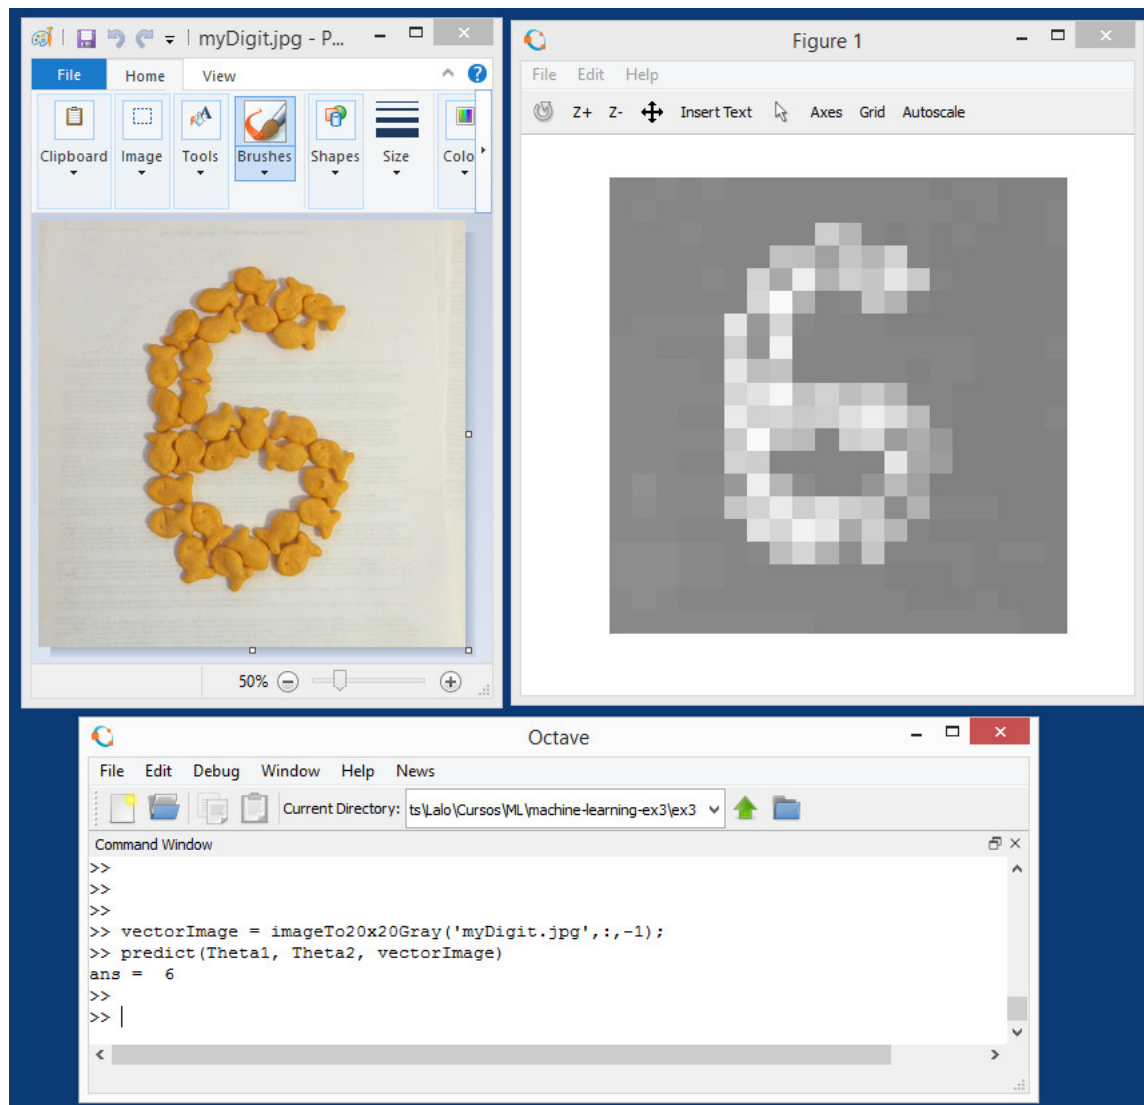 myDigit.jpg - P...
File Home View
Clipboard Image Tools Brushes Shapes Size Colo
50%
Figure 1
File Edit Help
Z+ Z- Insert Text Axes Grid Autoscale
6
Octave
File Edit Debug Window Help News
Current Directory: ts\Lalo\Cursos\ML\machine-learning-ex3\ex3
Command Window
>>
>>
>>
>> vectorImage = imageTo20x20Gray('myDigit.jpg',:,-1);
>> predict(Theta1, Theta2, vectorImage)
ans = 6
>>
>>